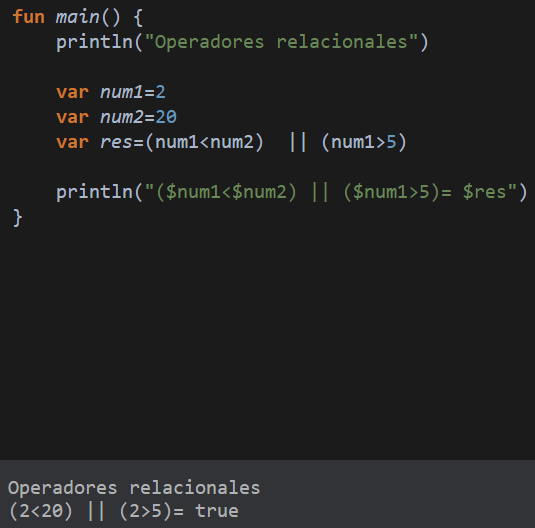 fun main() {
    println("Operadores relacionales")
    var num1=2
    var num2=20
    var res=(num1<num2)  || (num1>5)
    println("($num1<$num2) || ($num1>5)= $res")
}
Operadores relacionales
(2<20) || (2>5)= true